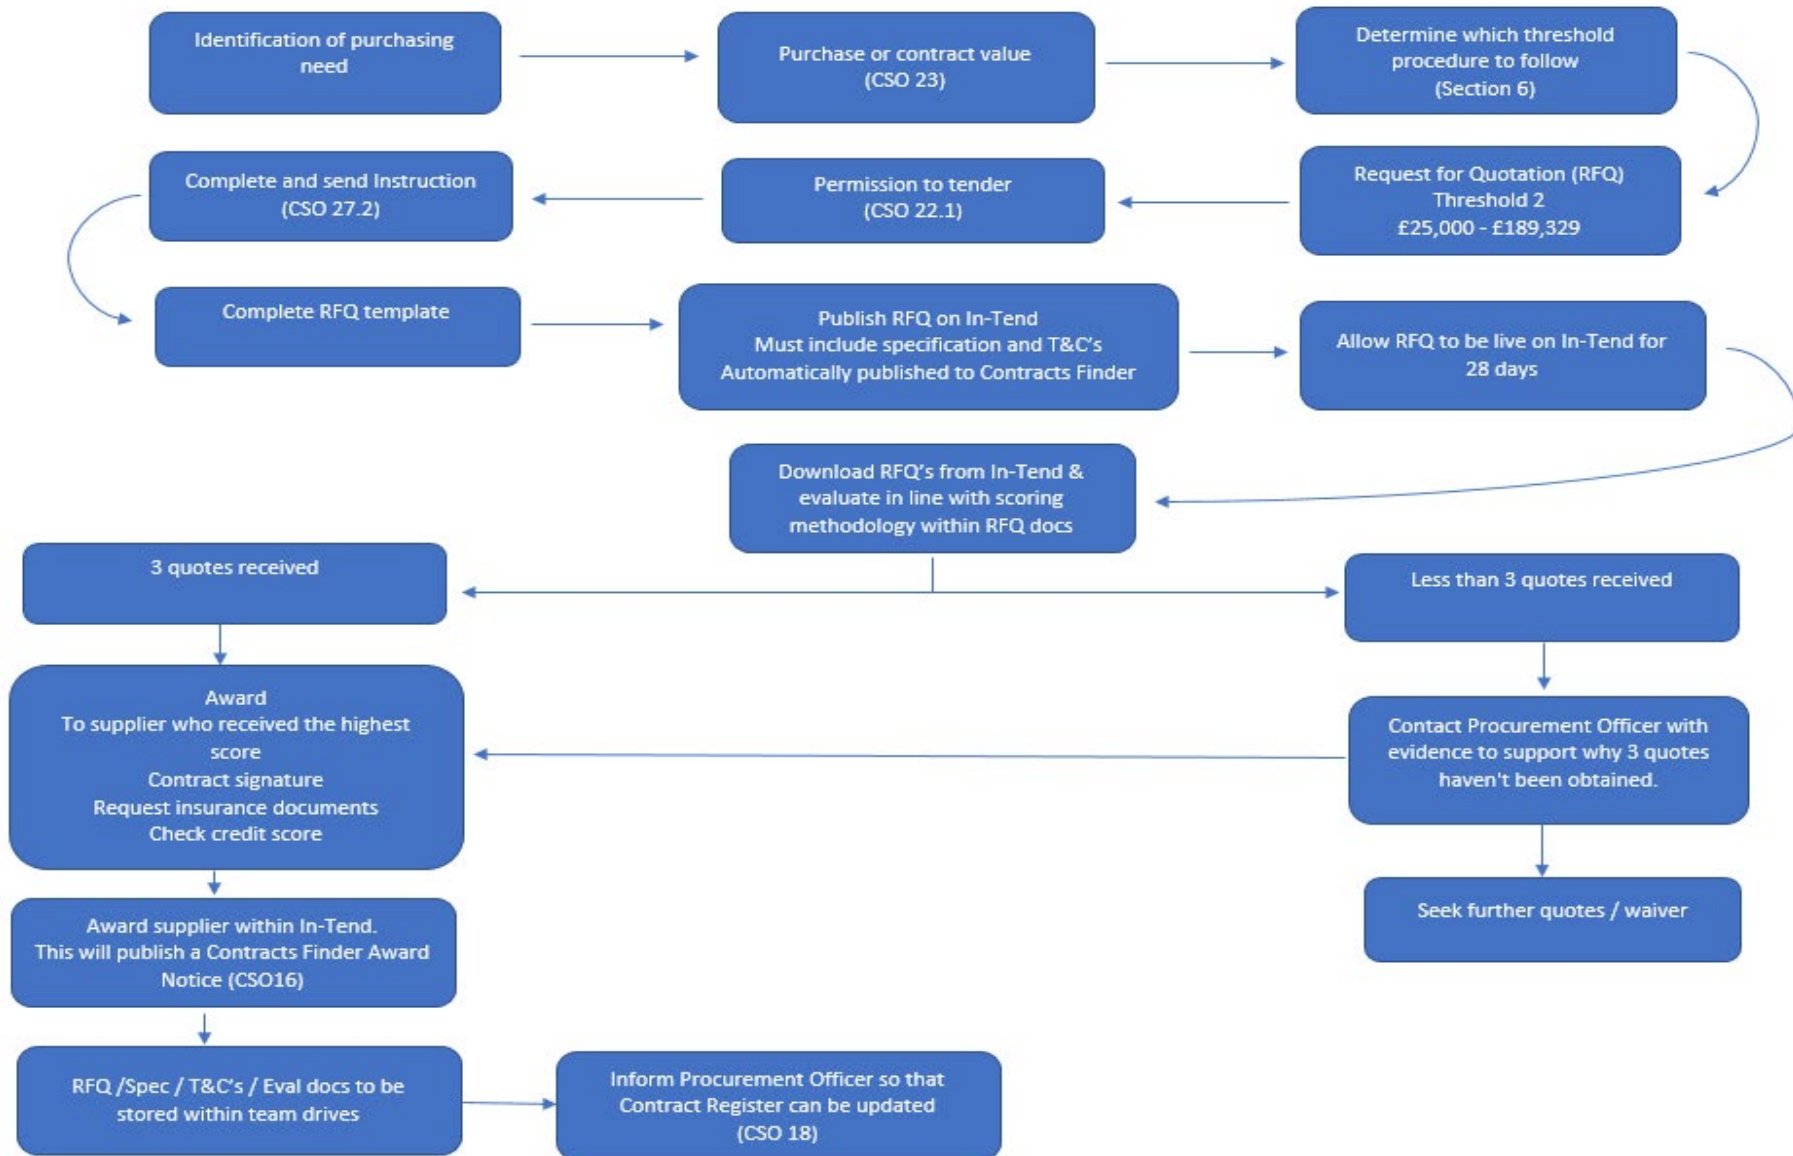 Identification of purchasing
need
Purchase or contract value
(CSO 23)
Determine which threshold
procedure to follow
(Section 6)
Request for Quotation (RFQ)
Threshold 2
£25,000 - £189,329
Permission to tender
(CSO 22.1)
Complete and send Instruction
(CSO 27.2)
Complete RFQ template
Publish RFQ on In-Tend
Must include specification and T&C's
Automatically published to Contracts Finder
Allow RFQ to be live on In-Tend for
28 days
Download RFQ's from In-Tend &
evaluate in line with scoring
methodology within RFQ docs
3 quotes received
Less than 3 quotes received
Award
To supplier who received the highest
score
Contract signature
Request insurance documents
Check credit score
Contact Procurement Officer with
evidence to support why 3 quotes
haven't been obtained.
Award supplier within In-Tend.
This will publish a Contracts Finder Award
Notice (CSO16)
Seek further quotes / waiver
RFQ /Spec / T&C's / Eval docs to be
stored within team drives
Inform Procurement Officer so that
Contract Register can be updated
(CSO 18)